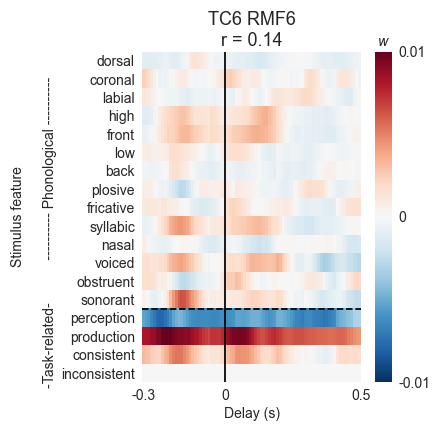 TC6 RMF6
r = 0.14
w
Stimulus feature
---------- Phonological ----------
-Task-related-
dorsal
coronal
labial
high
front
low
back
plosive
fricative
syllabic
nasal
voiced
obstruent
sonorant
perception
production
consistent
inconsistent
-0.3
0
0.5
Delay (s)
0.01
0
-0.01